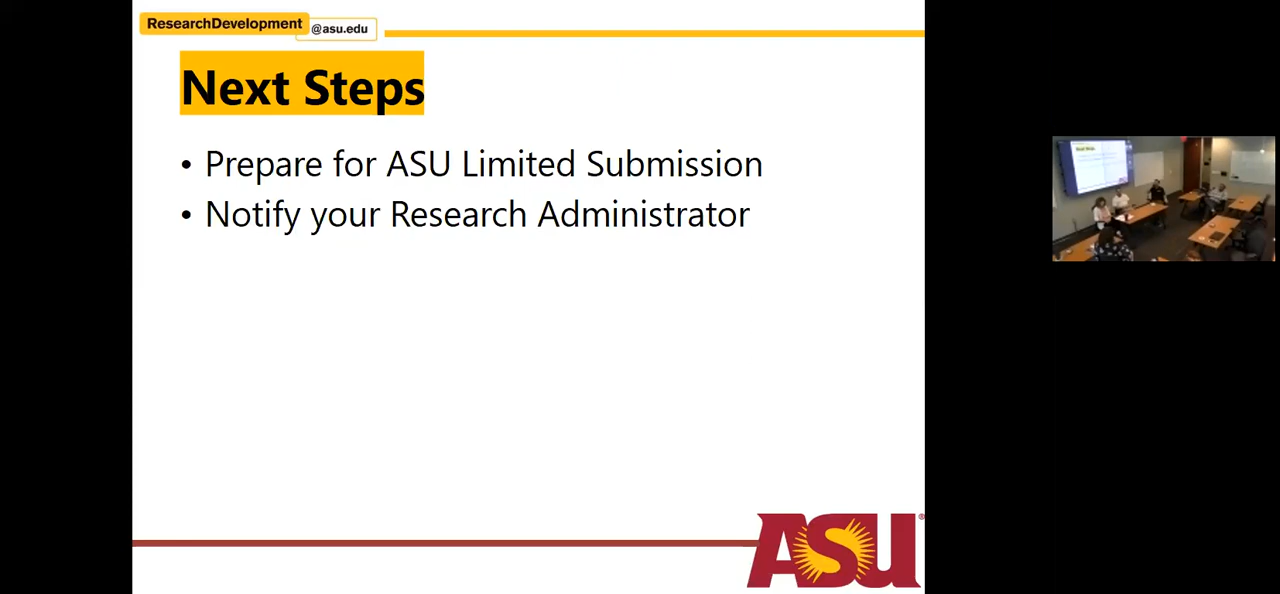 ResearchDevelopment
@asu.edu
Next Steps
• Prepare for ASU Limited Submission
• Notify your Research Administrator
ASU®